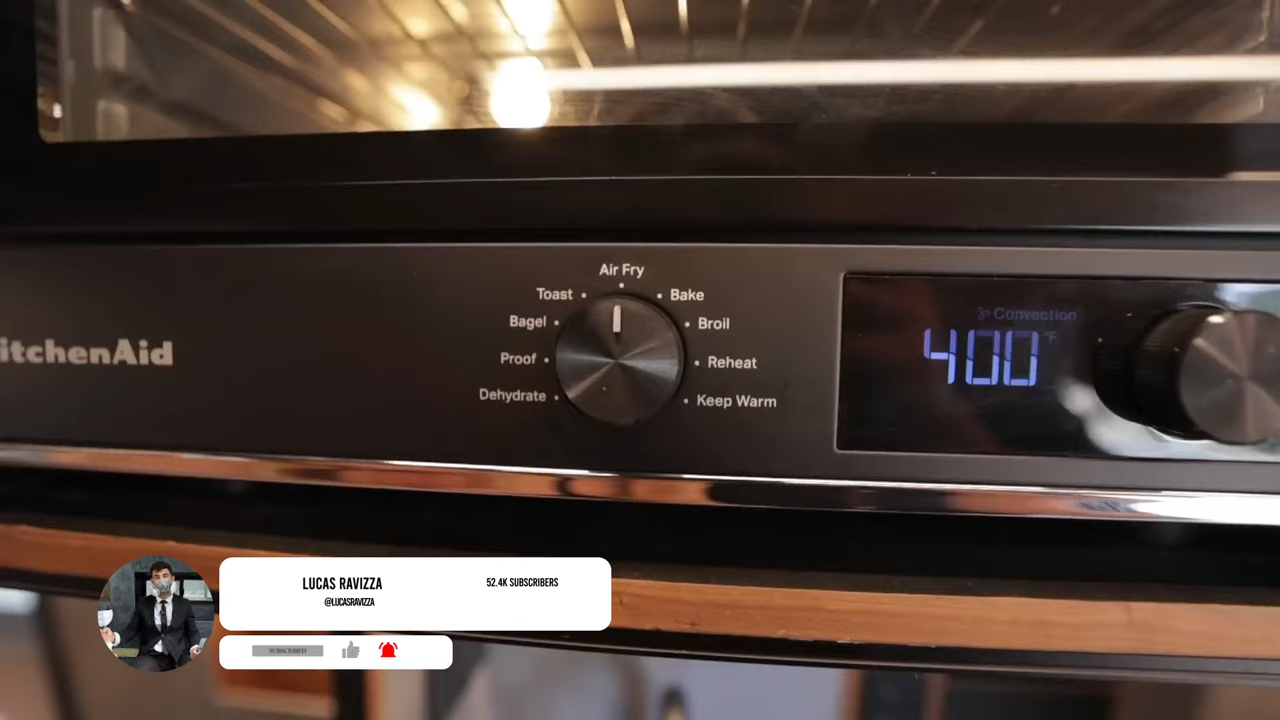 Air Fry
Toast
Bake
Bagel
Broil
Proof
Reheat
Dehydrate
Keep Warm
itchenAid
Convection
400 °F
LUCAS RAVIZZA
52.4K SUBSCRIBERS
@LUCASRAVIZZA
SUBSCRIBED